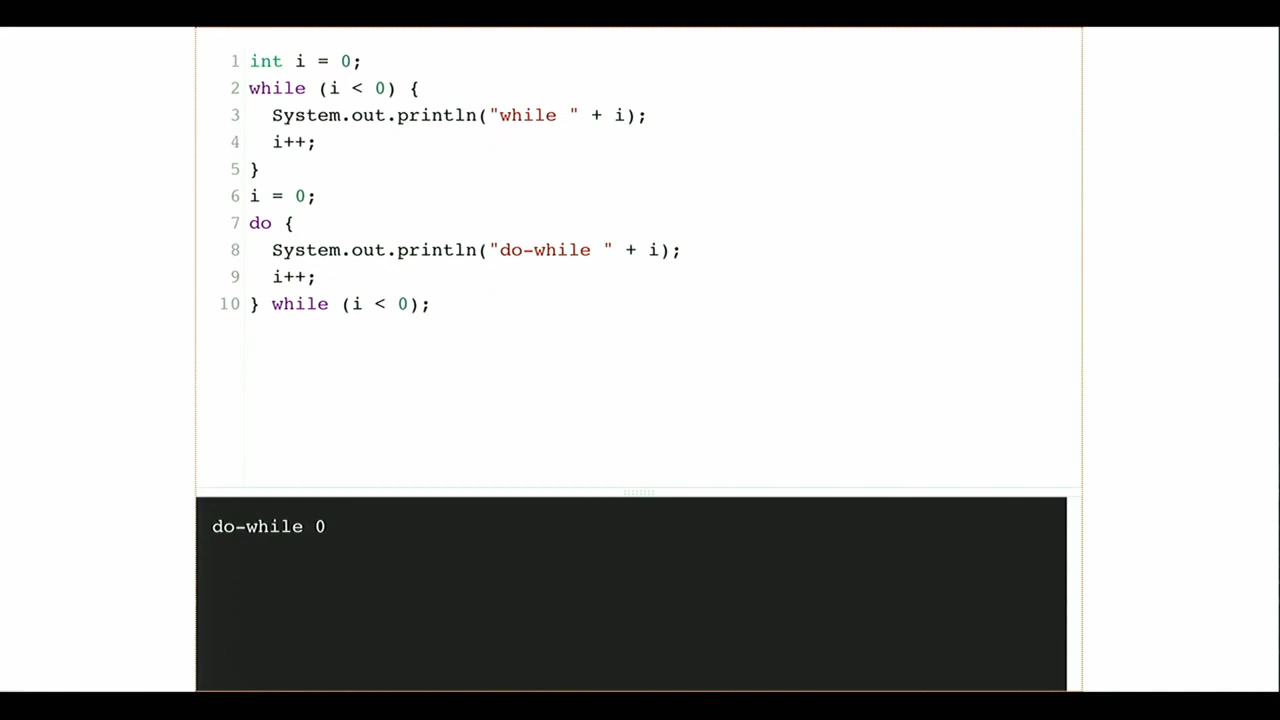 1 int i = 0;
2 while (i < 0) {
3   System.out.println("while " + i);
4   i++;
5 }
6 i = 0;
7 do {
8   System.out.println("do-while " + i);
9   i++;
10 } while (i < 0);
do-while 0